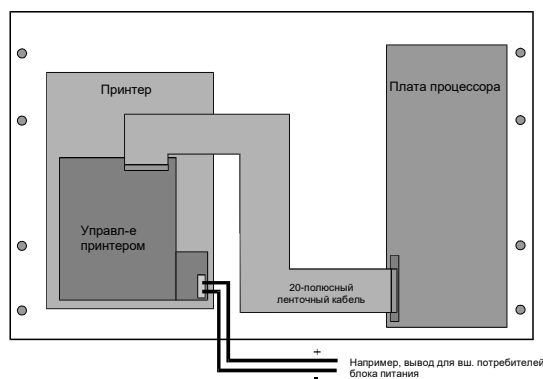 Принтер
Плата процессора
Управл-е
принтером
20-полюсный
ленточный кабель
+
Например, вывод для вш. потребителей
блока питания
-